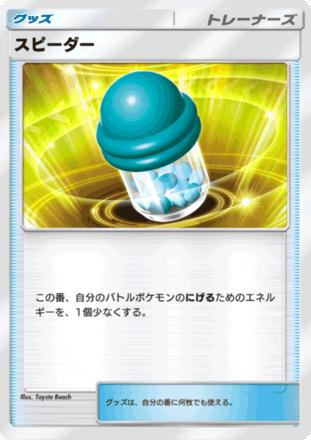 グッズ
トレーナーズ
スピーダー
この番、自分のバトルポケモンのにげるためのエネル
ギーを、1個少なくする。
Illus. Toyste Beach
グッズは、自分の番に何枚でも使える。